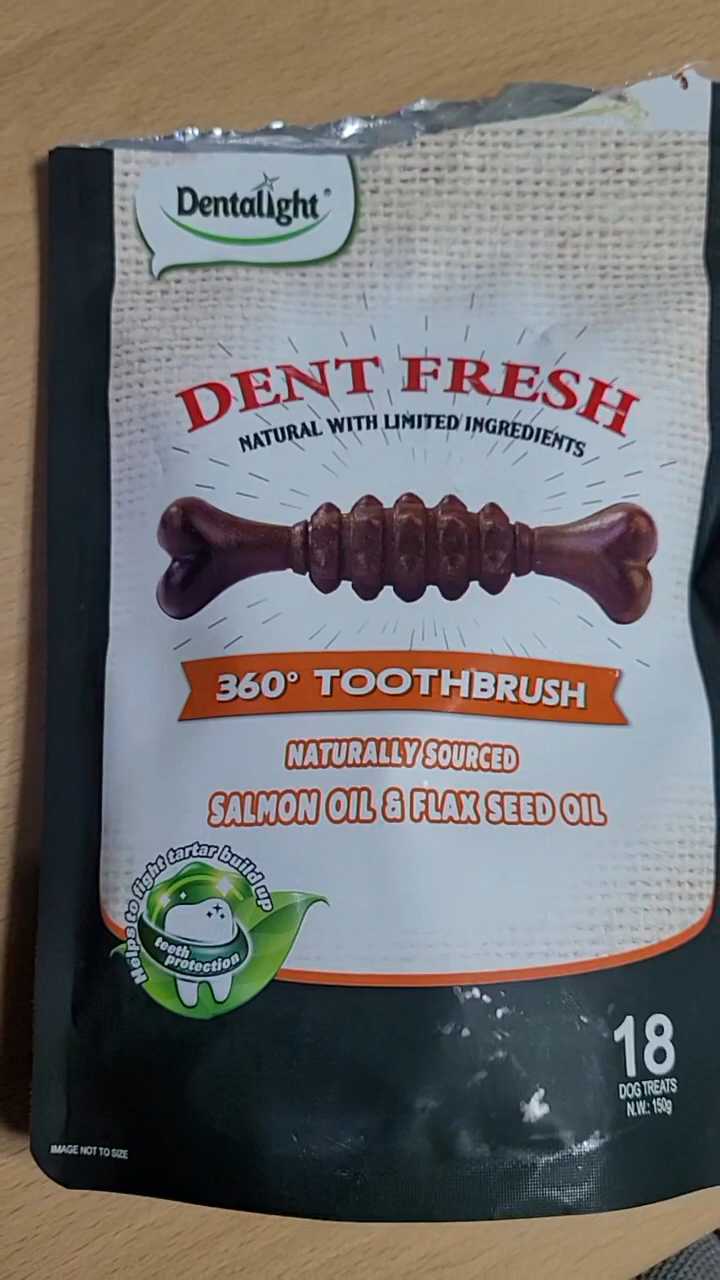 Dentalight®
DENT FRESH
NATURAL WITH LIMITED INGREDIENTS
360° TOOTHBRUSH
NATURALLY SOURCED
SALMON OIL & FLAX SEED OIL
Helps to fight tartar build up
teeth
protection
18
DOG TREATS
N.W.: 150g
IMAGE NOT TO SIZE